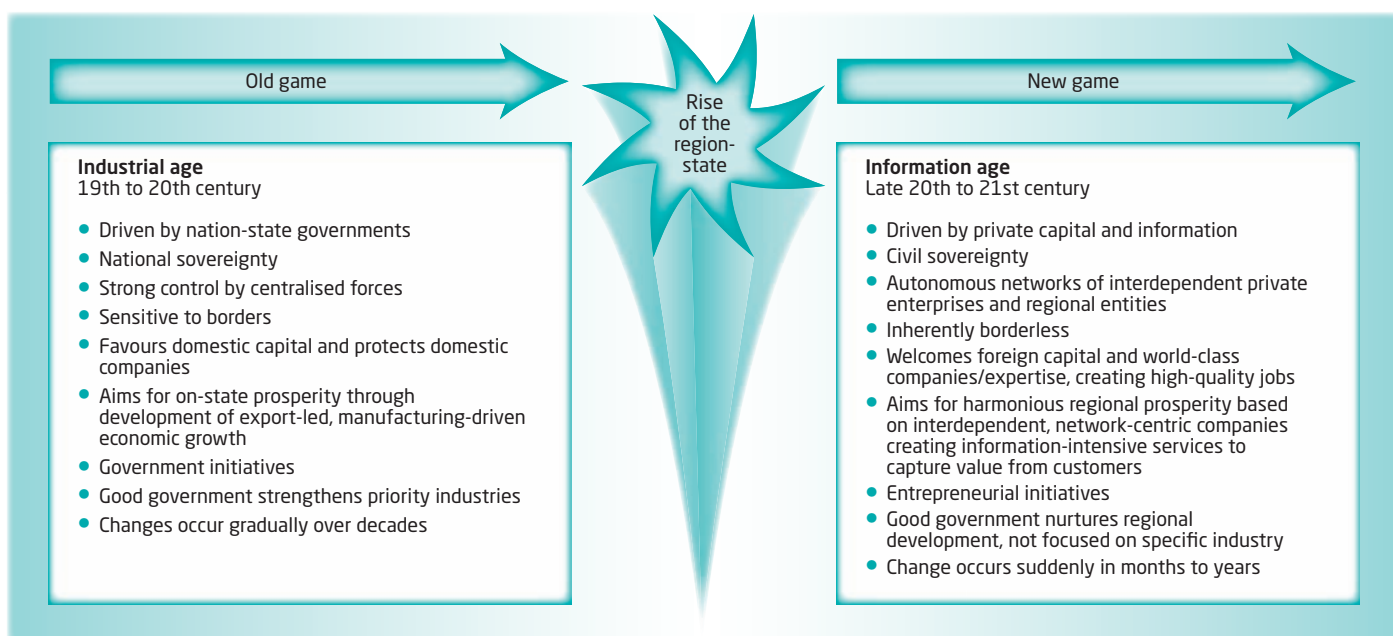 Old game
Rise
of the
region-
state
New game
Industrial age
19th to 20th century
• Driven by nation-state governments
• National sovereignty
• Strong control by centralised forces
• Sensitive to borders
• Favours domestic capital and protects domestic
companies
• Aims for on-state prosperity through
development of export-led, manufacturing-driven
economic growth
• Government initiatives
• Good government strengthens priority industries
• Changes occur gradually over decades
Information age
Late 20th to 21st century
• Driven by private capital and information
• Civil sovereignty
• Autonomous networks of interdependent private
enterprises and regional entities
• Inherently borderless
• Welcomes foreign capital and world-class
companies/expertise, creating high-quality jobs
• Aims for harmonious regional prosperity based
on interdependent, network-centric companies
creating information-intensive services to
capture value from customers
• Entrepreneurial initiatives
• Good government nurtures regional
development, not focused on specific industry
• Change occurs suddenly in months to years